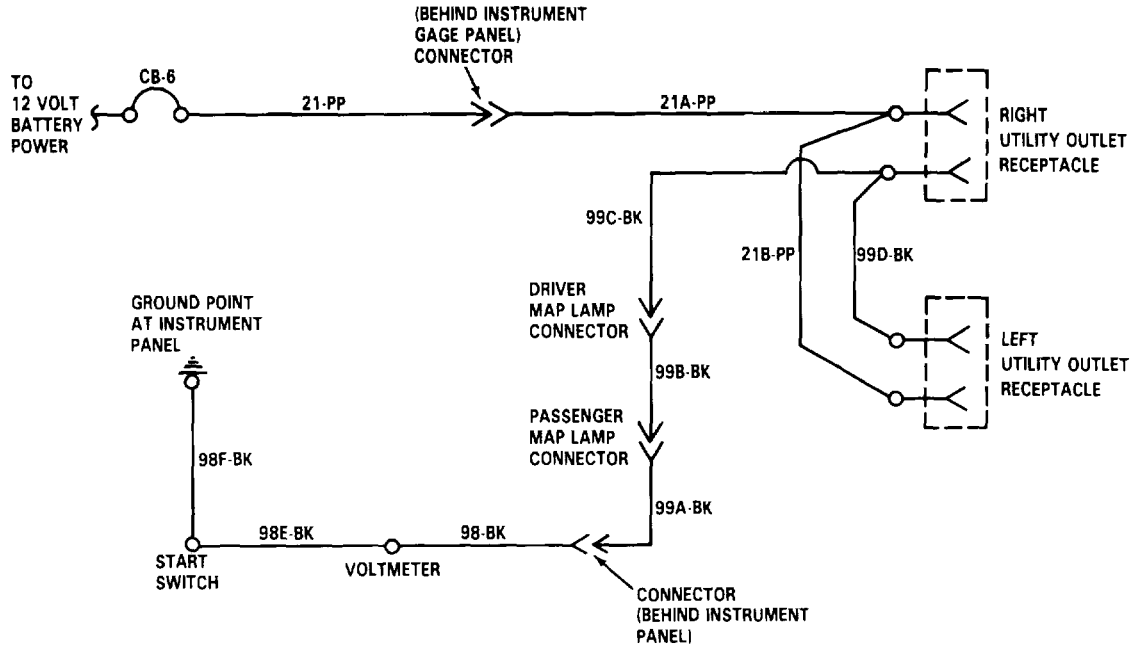 (BEHIND INSTRUMENT
GAGE PANEL)
CONNECTOR
TO
12 VOLT
BATTERY
POWER
CB-6
21-PP
21A-PP
RIGHT
UTILITY OUTLET
RECEPTACLE
99C-BK
21B-PP
99D-BK
DRIVER
MAP LAMP
CONNECTOR
GROUND POINT
AT INSTRUMENT
PANEL
LEFT
UTILITY OUTLET
RECEPTACLE
99B-BK
PASSENGER
MAP LAMP
CONNECTOR
98F-BK
99A-BK
98E-BK
98-BK
START
SWITCH
VOLTMETER
CONNECTOR
(BEHIND INSTRUMENT
PANEL)